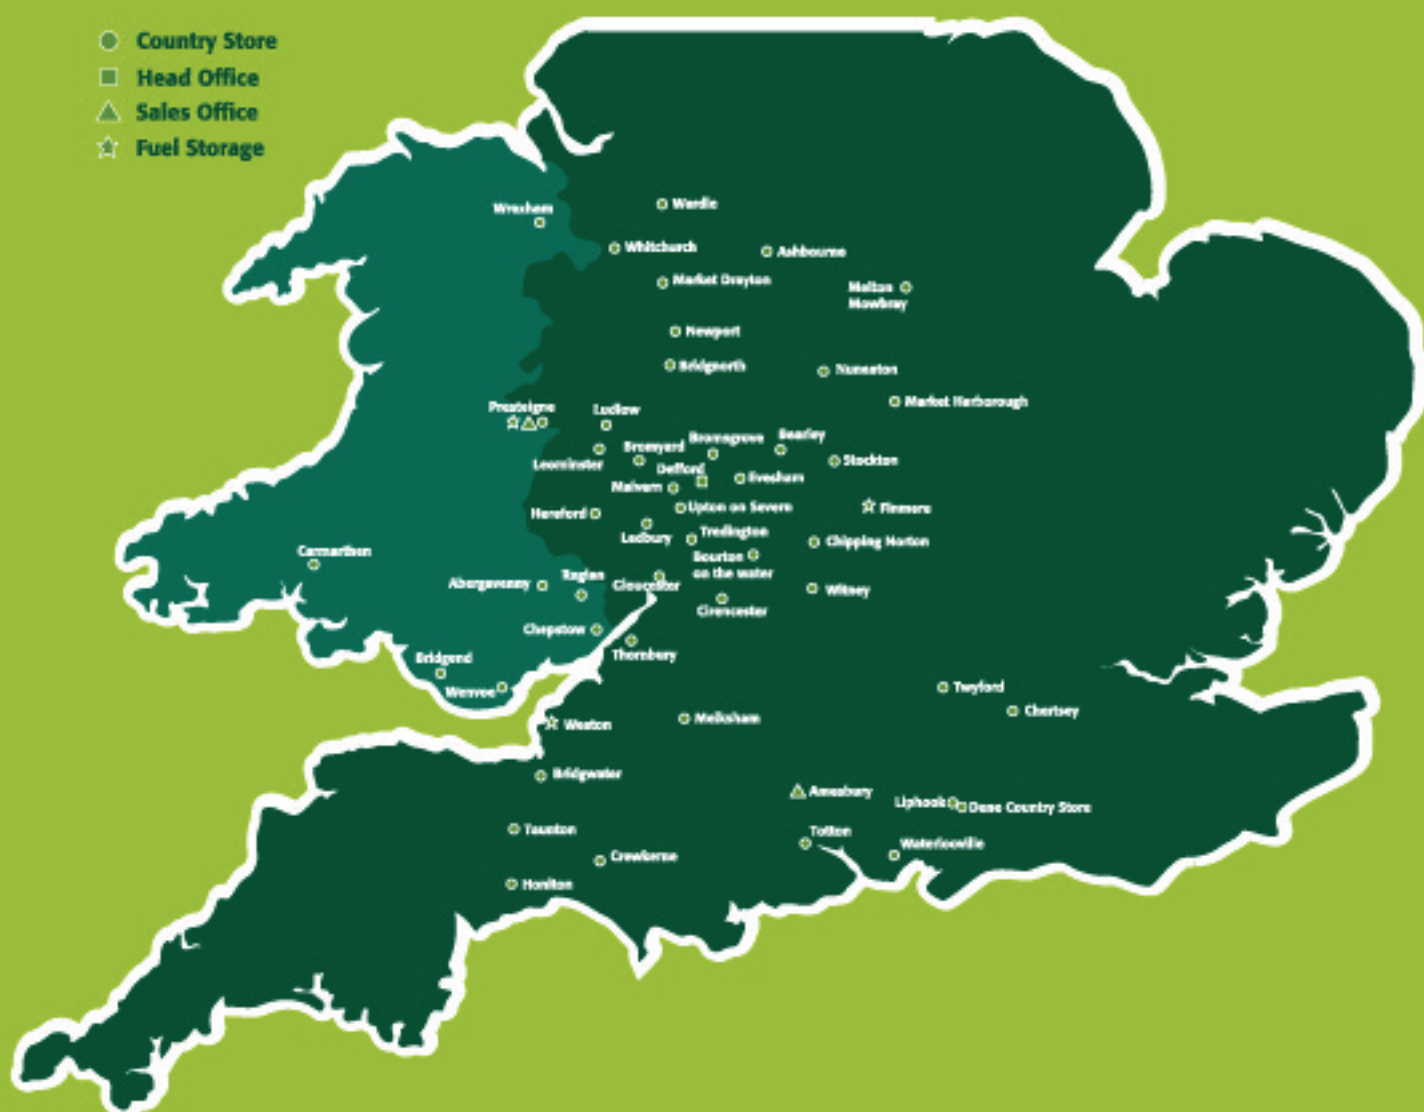 Country Store
Head Office
Sales Office
Fuel Storage
Wrexham
Wardle
Whitchurch
Ashbourne
Market Drayton
Melton
Mowbray
Newport
Bridgnorth
Nuneaton
Market Harborough
Presteigne
Ludlow
Bromsgrove
Bearley
Bromyard
Stockton
Leominster
Defford
Evesham
Malvern
Upton on Severn
Finmere
Hereford
Tredington
Ledbury
Chipping Norton
Carmarthen
Bourton
on the water
Raglan
Abergavenny
Gloucester
Witney
Cirencester
Chepstow
Thornbury
Bridgend
Wenvoe
Twyford
Chertsey
Weston
Melksham
Bridgwater
Amesbury
Liphook
Dene Country Store
Taunton
Totton
Waterlooville
Crewkerne
Honiton